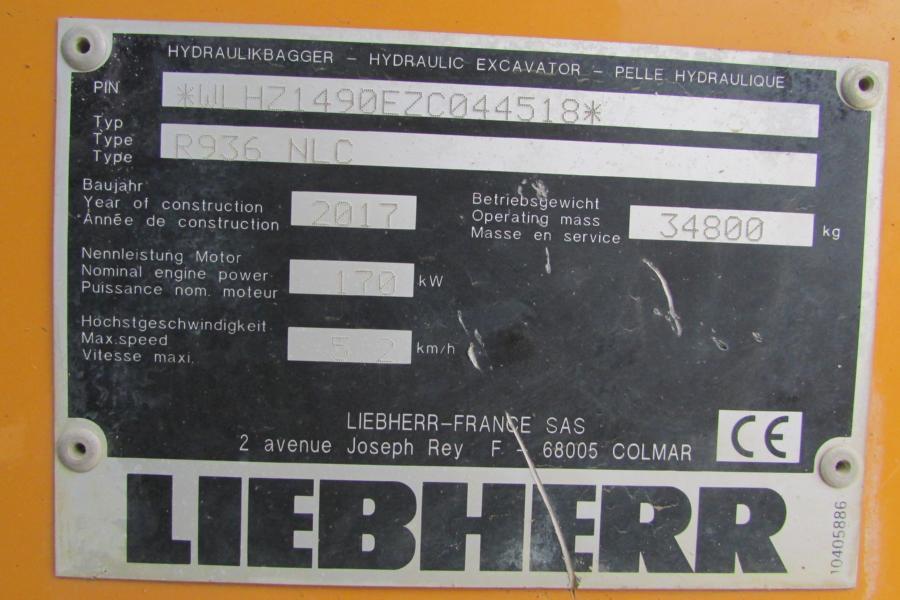 HYDRAULIKBAGGER – HYDRAULIC EXCAVATOR – PELLE HYDRAULIQUE
PIN *WLHZ1490EZC044518*
Typ
Type
Type
R936 NLC
Baujahr
Year of construction
Année de construction
2017
Betriebsgewicht
Operating mass
Masse en service
34800 kg
Nennleistung Motor
Nominal engine power
Puissance nom. moteur
170 kW
Höchstgeschwindigkeit
Max.speed
Vitesse maxi.
5.2 km/h
LIEBHERR-FRANCE SAS
2 avenue Joseph Rey F - 68005 COLMAR
CE
LIEBHERR
10405886